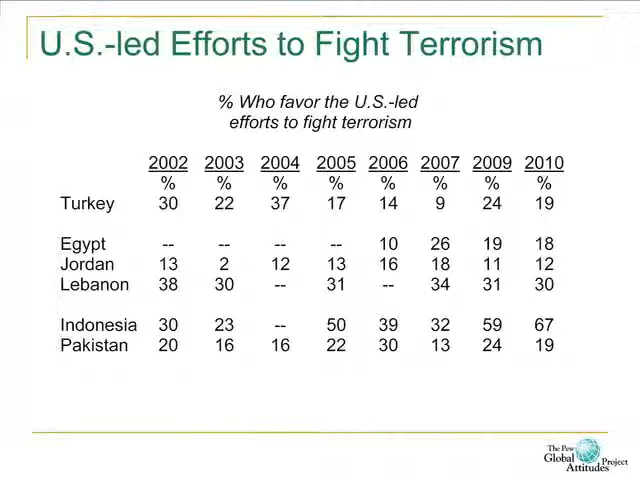 U.S.-led Efforts to Fight Terrorism
% Who favor the U.S.-led
efforts to fight terrorism
2002 2003 2004 2005 2006 2007 2009 2010
% % % % % % % %
Turkey 30 22 37 17 14 9 24 19
Egypt -- -- -- -- 10 26 19 18
Jordan 13 2 12 13 16 18 11 12
Lebanon 38 30 -- 31 -- 34 31 30
Indonesia 30 23 -- 50 39 32 59 67
Pakistan 20 16 16 22 30 13 24 19
The Pew
Global
Attitudes Project